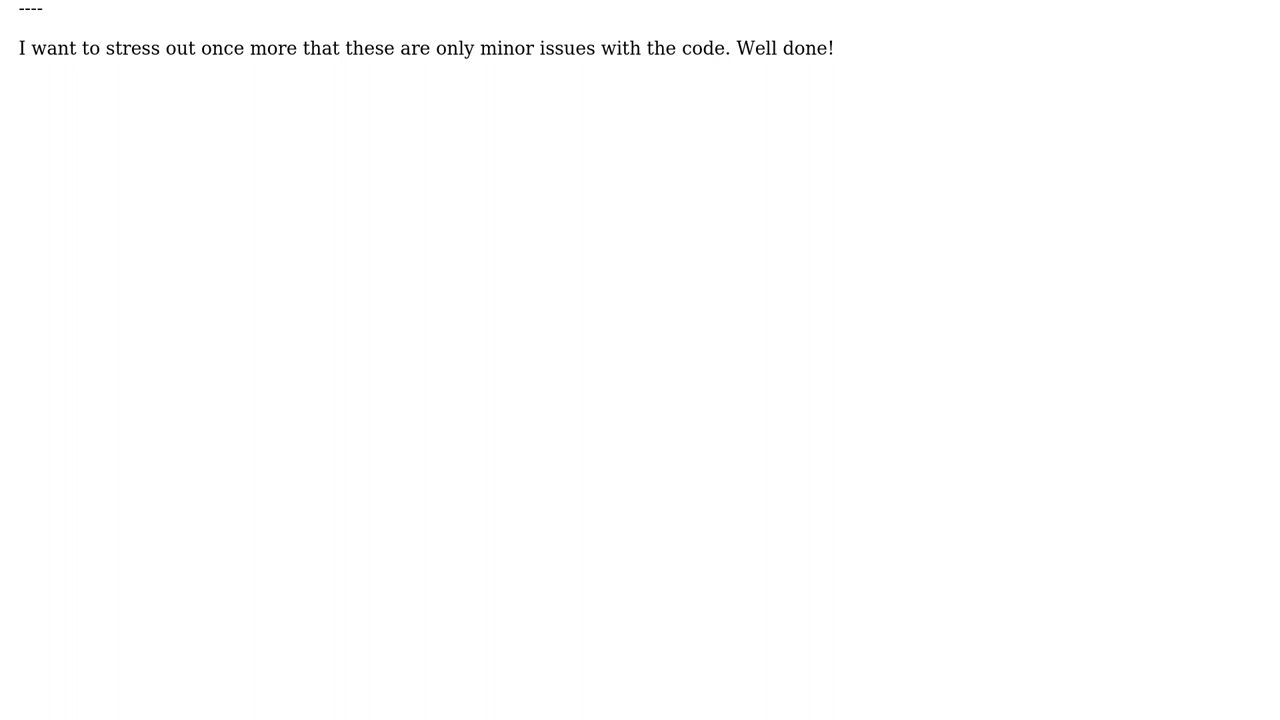 ----
I want to stress out once more that these are only minor issues with the code. Well done!